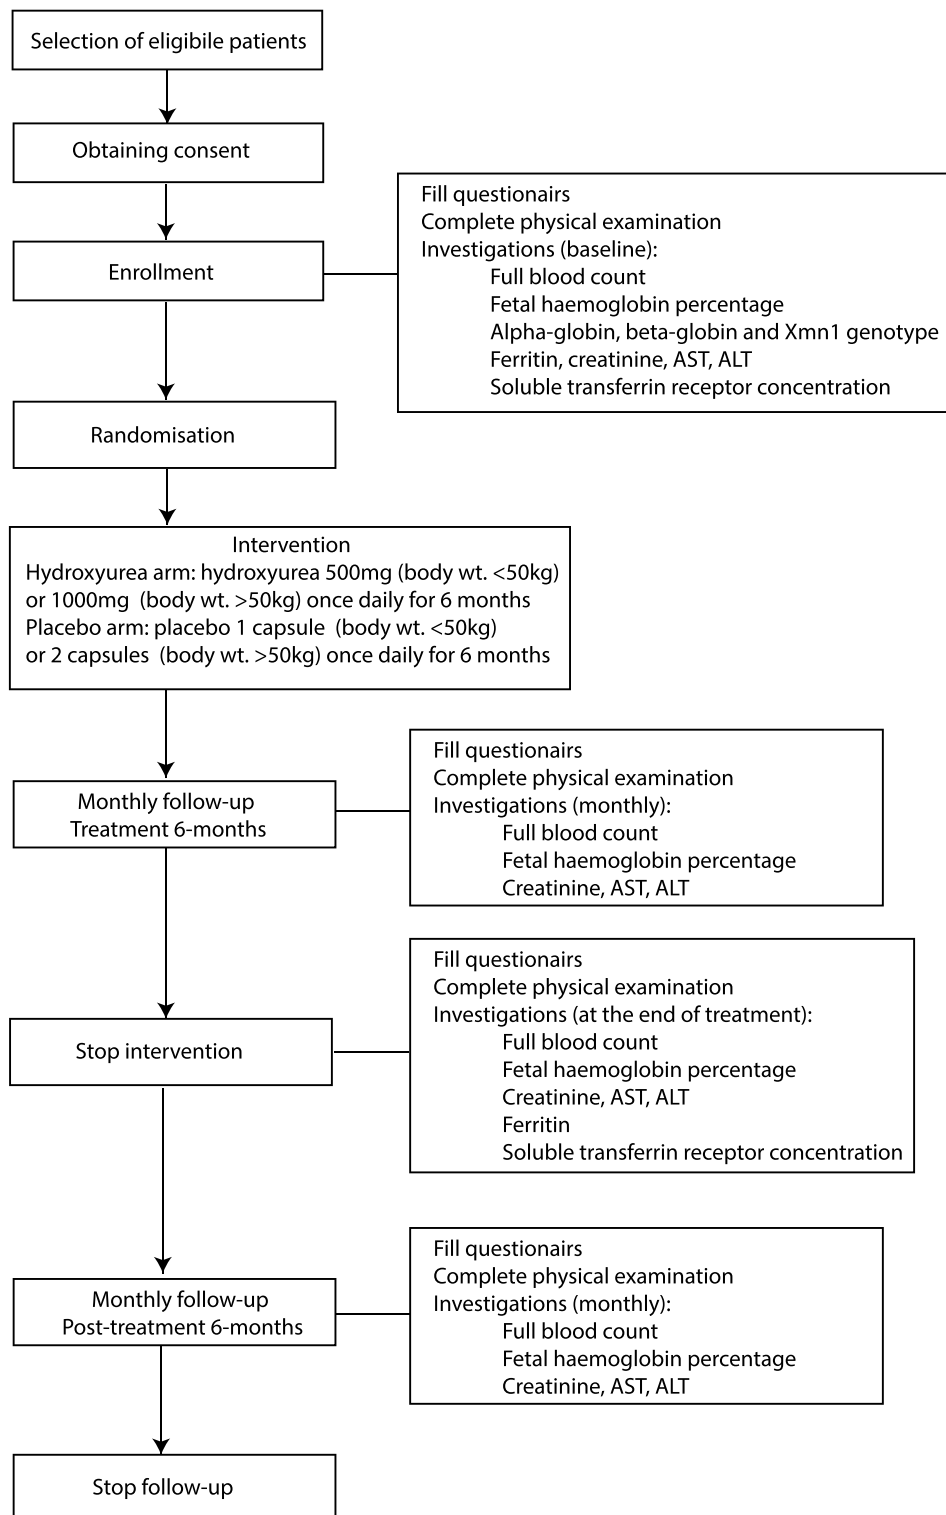 Selection of eligibile patients
Obtaining consent
Enrollment
Fill questionairs
Complete physical examination
Investigations (baseline):
Full blood count
Fetal haemoglobin percentage
Alpha-globin, beta-globin and Xmn1 genotype
Ferritin, creatinine, AST, ALT
Soluble transferrin receptor concentration
Randomisation
Intervention
Hydroxyurea arm: hydroxyurea 500mg (body wt. <50kg)
or 1000mg (body wt. >50kg) once daily for 6 months
Placebo arm: placebo 1 capsule (body wt. <50kg)
or 2 capsules (body wt. >50kg) once daily for 6 months
Monthly follow-up
Treatment 6-months
Fill questionairs
Complete physical examination
Investigations (monthly):
Full blood count
Fetal haemoglobin percentage
Creatinine, AST, ALT
Stop intervention
Fill questionairs
Complete physical examination
Investigations (at the end of treatment):
Full blood count
Fetal haemoglobin percentage
Creatinine, AST, ALT
Ferritin
Soluble transferrin receptor concentration
Monthly follow-up
Post-treatment 6-months
Fill questionairs
Complete physical examination
Investigations (monthly):
Full blood count
Fetal haemoglobin percentage
Creatinine, AST, ALT
Stop follow-up